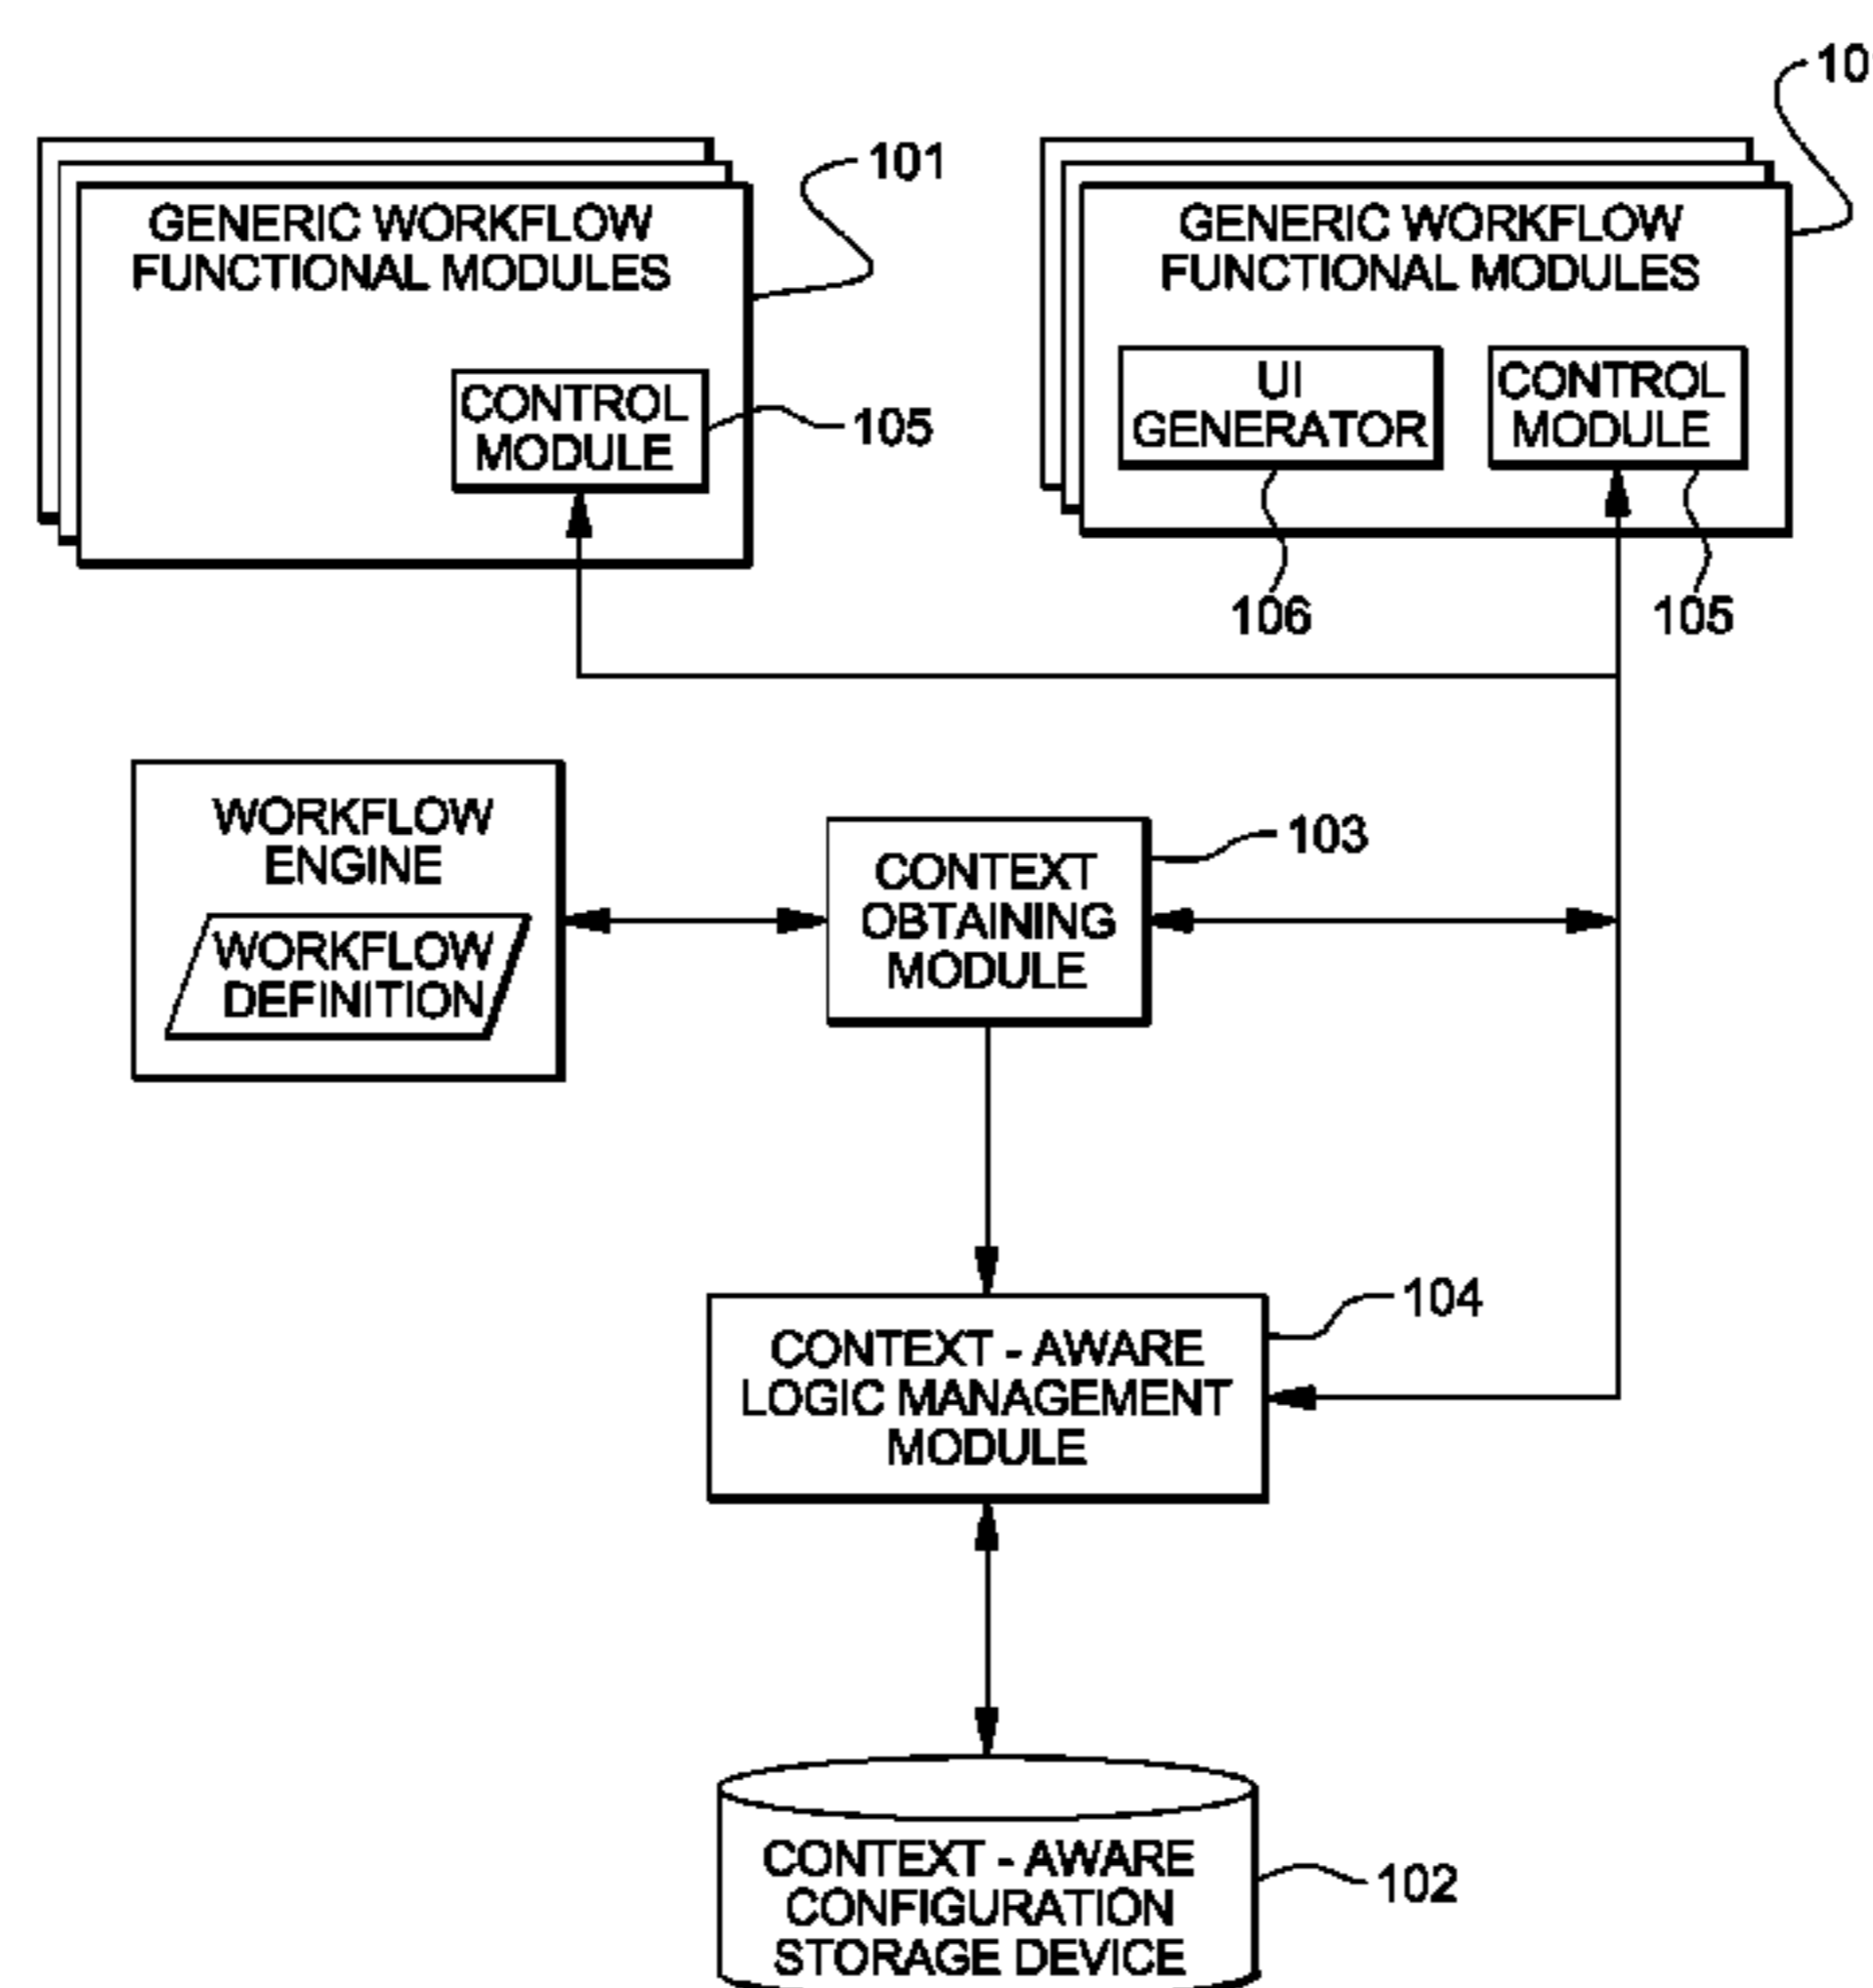 10
101
GENERIC WORKFLOW
FUNCTIONAL MODULES
GENERIC WORKFLOW
FUNCTIONAL MODULES
CONTROL
MODULE
105
UI
GENERATOR
CONTROL
MODULE
106
105
WORKFLOW
ENGINE
WORKFLOW
DEFINITION
CONTEXT
OBTAINING
MODULE
103
CONTEXT - AWARE
LOGIC MANAGEMENT
MODULE
104
CONTEXT - AWARE
CONFIGURATION
STORAGE DEVICE
102